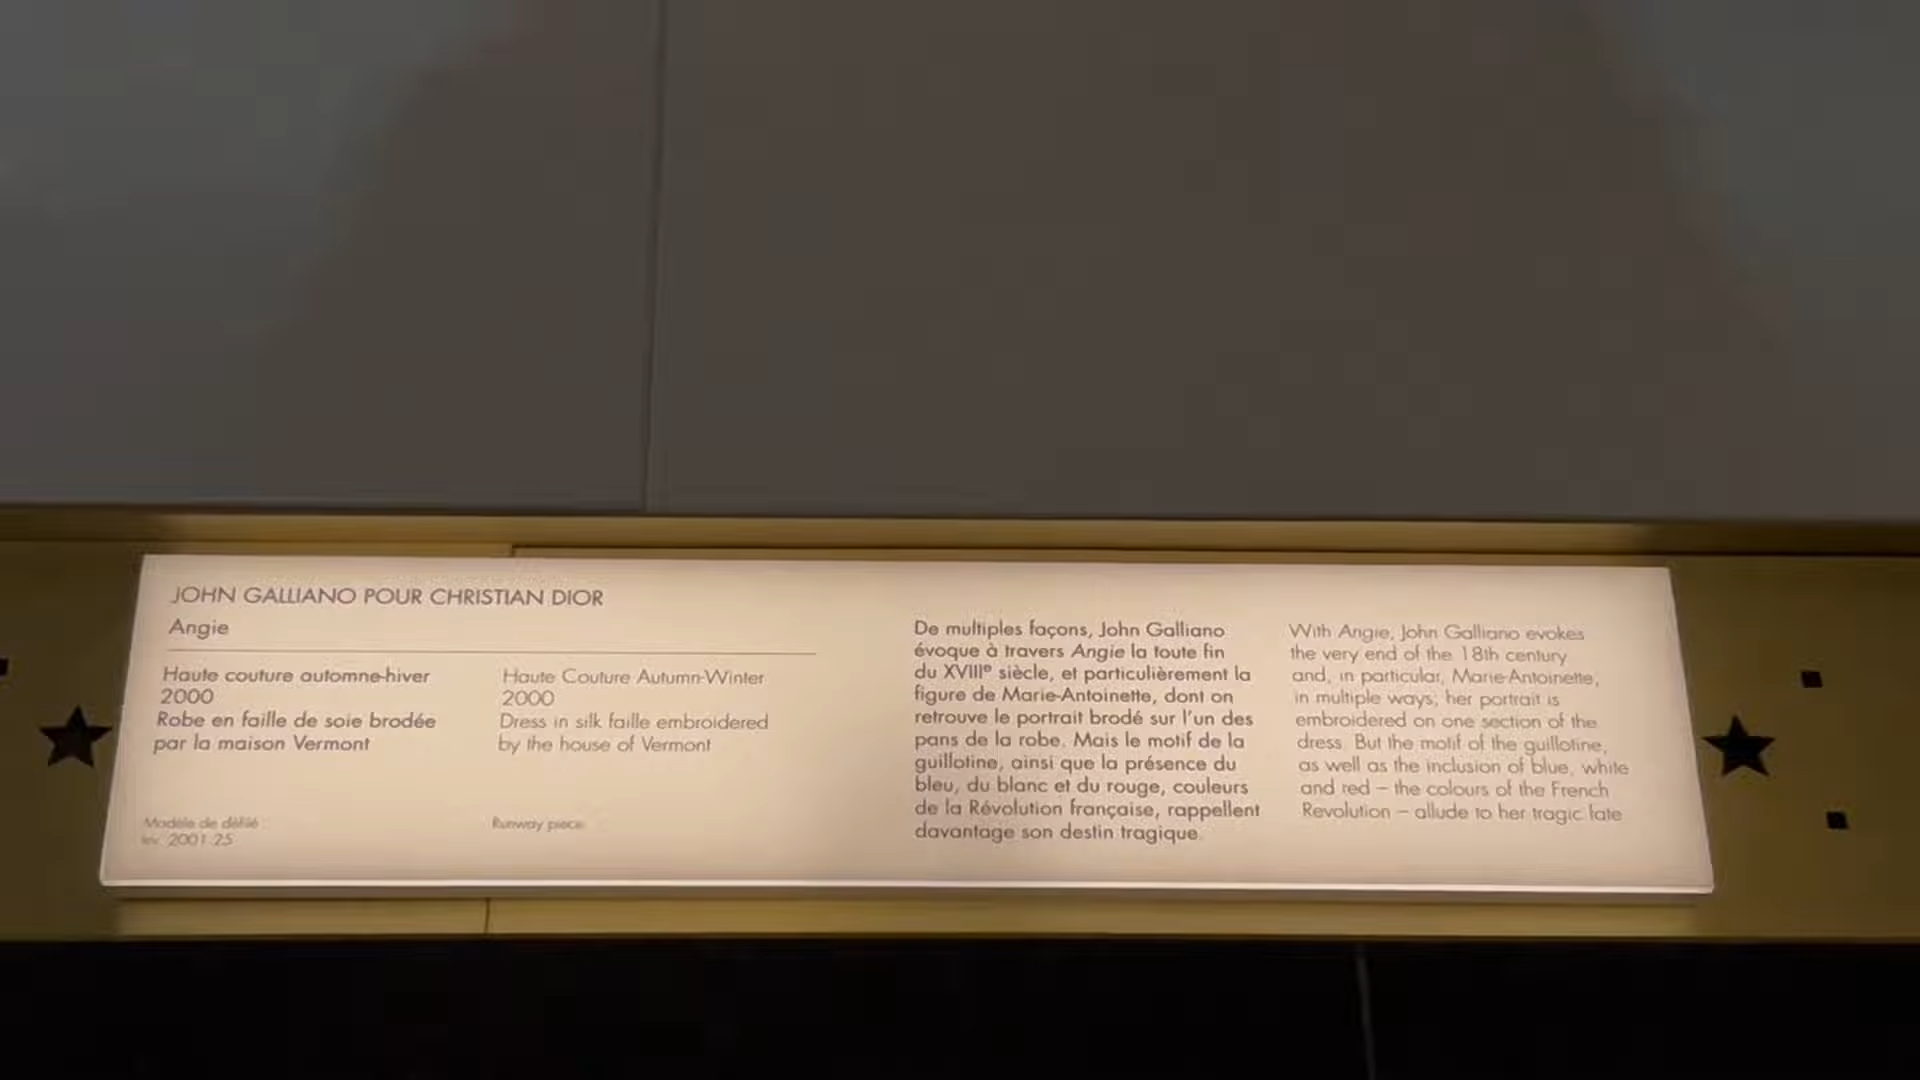 JOHN GALLIANO POUR CHRISTIAN DIOR
Angie
Haute couture automne-hiver
2000
Robe en faille de soie brodée
par la maison Vermont
Modèle de défilé
Inv. 2001.25
Haute Couture Autumn-Winter
2000
Dress in silk faille embroidered
by the house of Vermont
Runway piece
De multiples façons, John Galliano
évoque à travers Angie la toute fin
du XVIIIe siècle, et particulièrement la
figure de Marie-Antoinette, dont on
retrouve le portrait brodé sur l'un des
pans de la robe. Mais le motif de la
guillotine, ainsi que la présence du
bleu, du blanc et du rouge, couleurs
de la Révolution française, rappellent
davantage son destin tragique.
With Angie, John Galliano evokes
the very end of the 18th century
and, in particular, Marie-Antoinette,
in multiple ways; her portrait is
embroidered on one section of the
dress. But the motif of the guillotine,
as well as the inclusion of blue, white
and red – the colours of the French
Revolution – allude to her tragic fate.